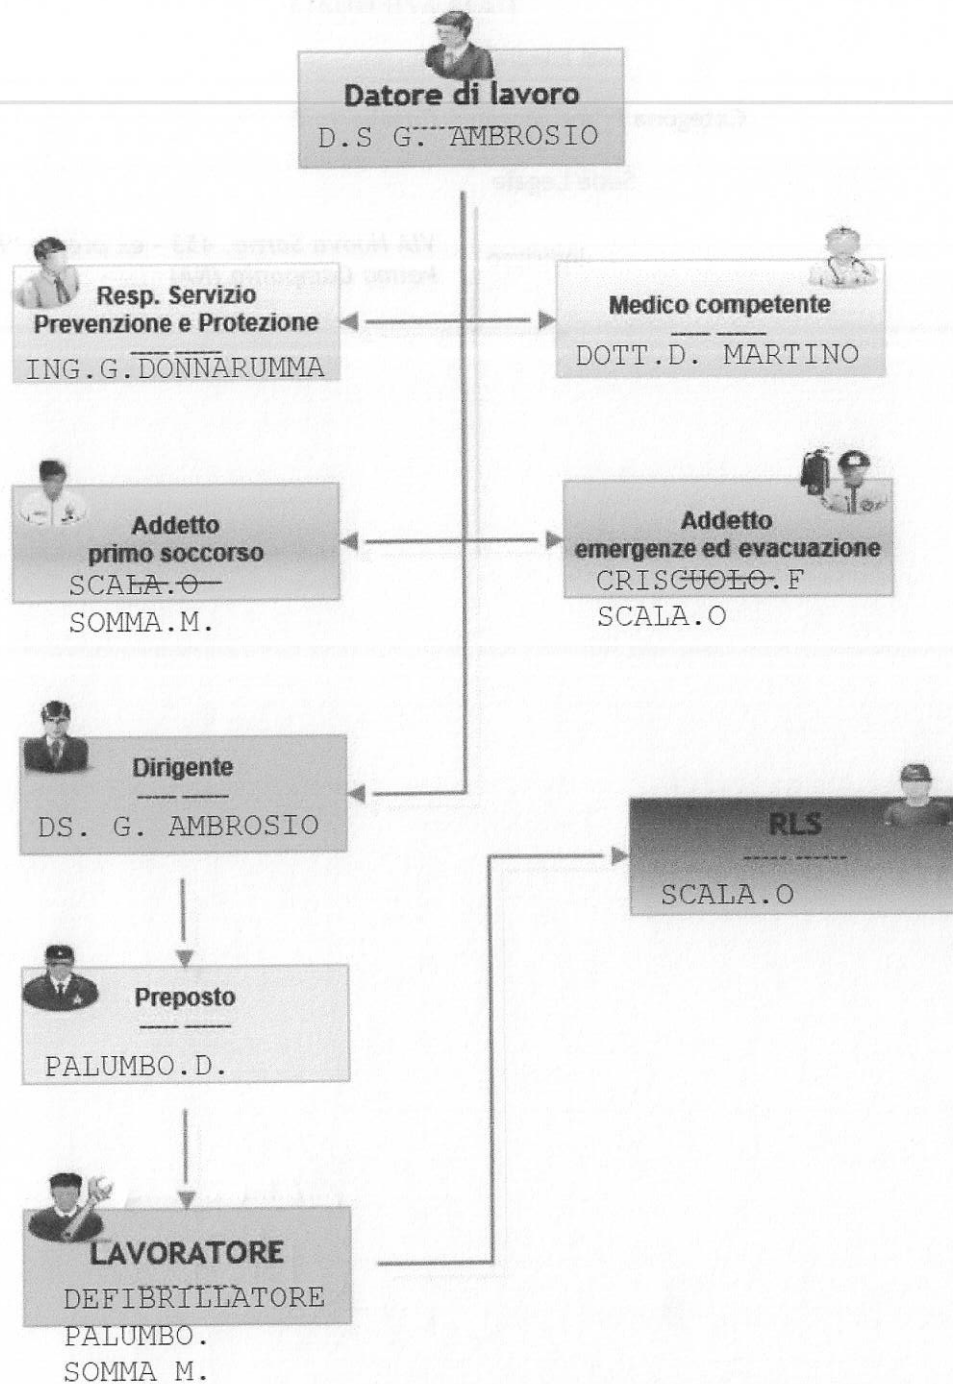 Datore di lavoro
D.S G. AMBROSIO
Resp. Servizio
Prevenzione e Protezione
ING.G.DONNARUMMA
Medico competente
DOTT.D. MARTINO
Addetto
primo soccorso
SCALA.O
SOMMA.M.
Addetto
emergenze ed evacuazione
CRISCUOLO.F
SCALA.O
Dirigente
DS. G. AMBROSIO
RLS
SCALA.O
Preposto
PALUMBO.D.
LAVORATORE
DEFIBRILLATORE
PALUMBO.
SOMMA M.